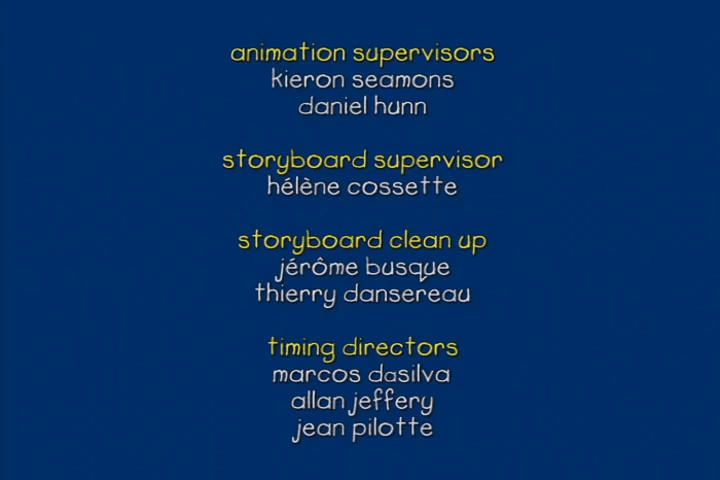 animation supervisors
kieron seamons
daniel hunn
storyboard supervisor
hélène cossette
storyboard clean up
jérôme busque
thierry dansereau
timing directors
marcos dasilva
allan jeffery
jean pilotte